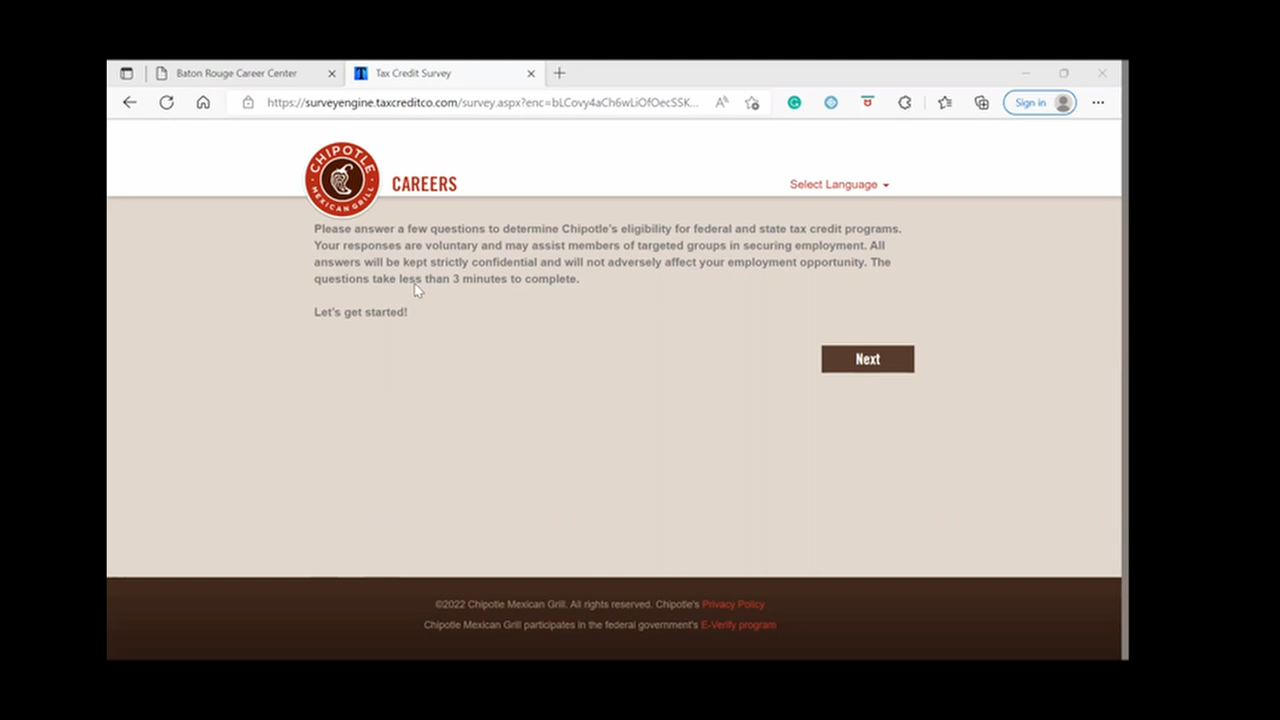 Baton Rouge Career Center
Tax Credit Survey
https://surveyengine.taxcreditco.com/survey.aspx?enc=bLCovy4aCh6wLiOfOecSSK...
Sign in
CHIPOTLE
MEXICAN GRILL
CAREERS
Select Language
Please answer a few questions to determine Chipotle's eligibility for federal and state tax credit programs.
Your responses are voluntary and may assist members of targeted groups in securing employment. All
answers will be kept strictly confidential and will not adversely affect your employment opportunity. The
questions take less than 3 minutes to complete.
Let's get started!
Next
©2022 Chipotle Mexican Grill. All rights reserved. Chipotle's Privacy Policy
Chipotle Mexican Grill participates in the federal government's E-Verify program